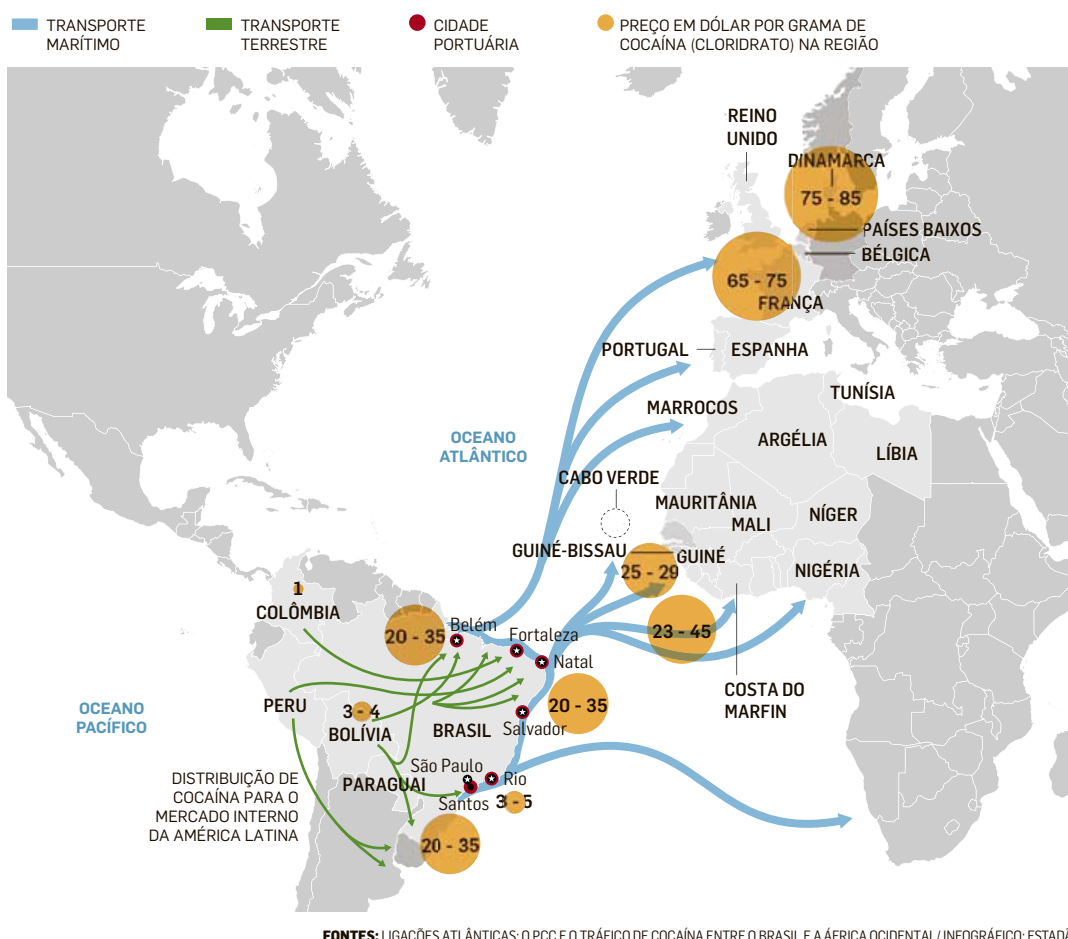 TRANSPORTE
MARÍTIMO
TRANSPORTE
TERRESTRE
CIDADE
PORTUÁRIA
PREÇO EM DÓLAR POR GRAMA DE
COCAÍNA (CLORIDRATO) NA REGIÃO
REINO
UNIDO
DINAMARCA
75 - 85
PAÍSES BAIXOS
BÉLGICA
65 - 75
FRANÇA
PORTUGAL
ESPANHA
TUNÍSIA
MARROCOS
ARGÉLIA
LÍBIA
OCEANO
ATLÂNTICO
CABO VERDE
MAURITÂNIA
MALI
NÍGER
GUINÉ-BISSAU
GUINÉ
25 - 29
NIGÉRIA
1
COLÔMBIA
20 - 35
Belém
Fortaleza
Natal
23 - 45
COSTA DO
MARFIN
OCEANO
PACÍFICO
PERU
3 - 4
BOLÍVIA
BRASIL
Salvador
20 - 35
São Paulo
PARAGUAI
Rio
Santos
3 - 5
DISTRIBUIÇÃO DE
COCAÍNA PARA O
MERCADO INTERNO
DA AMÉRICA LATINA
20 - 35
FONTES: LIGAÇÕES ATLÂNTICAS: O PCC E O TRÁFICO DE COCAÍNA ENTRE O BRASIL E A ÁFRICA OCIDENTAL / INFOGRÁFICO: ESTADÃ